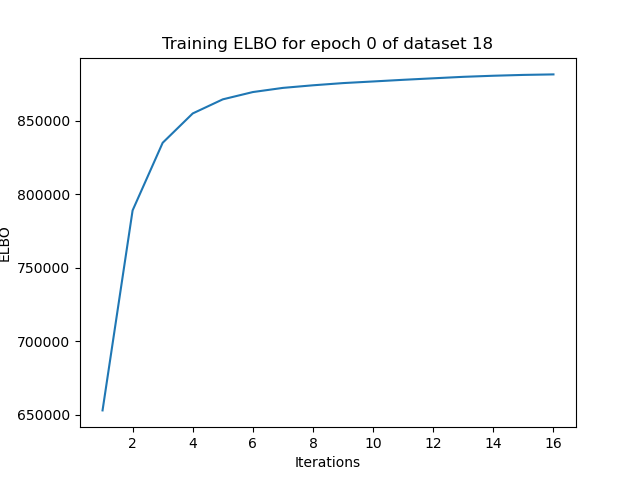 Training ELBO for epoch 0 of dataset 18
850000
800000
750000
700000
650000
ELBO
2 4 6 8 10 12 14 16
Iterations